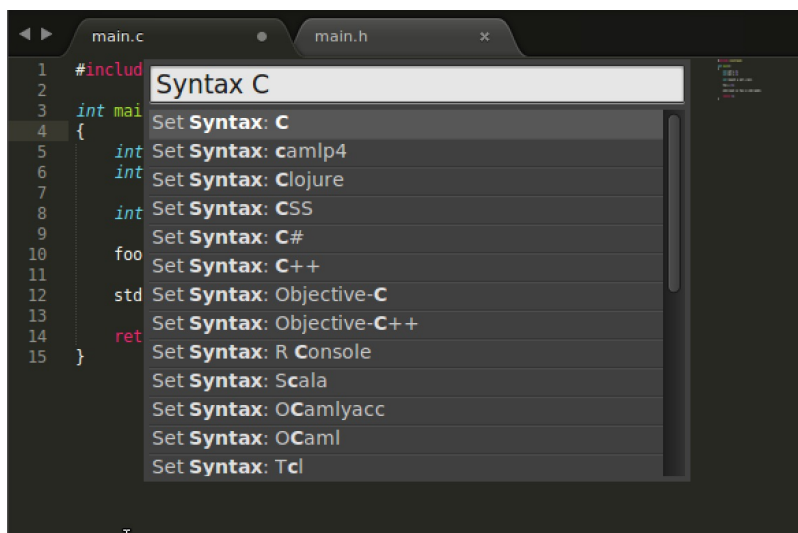 main.c
main.h
Syntax C
1 #includ
2
3 int mai
4 {
5 int
6 int
7
8 int
9
10 foo
11
12 std
13
14 ret
15 }
Set Syntax: C
Set Syntax: camlp4
Set Syntax: Clojure
Set Syntax: CSS
Set Syntax: C#
Set Syntax: C++
Set Syntax: Objective-C
Set Syntax: Objective-C++
Set Syntax: R Console
Set Syntax: Scala
Set Syntax: OCamlyacc
Set Syntax: OCaml
Set Syntax: Tcl